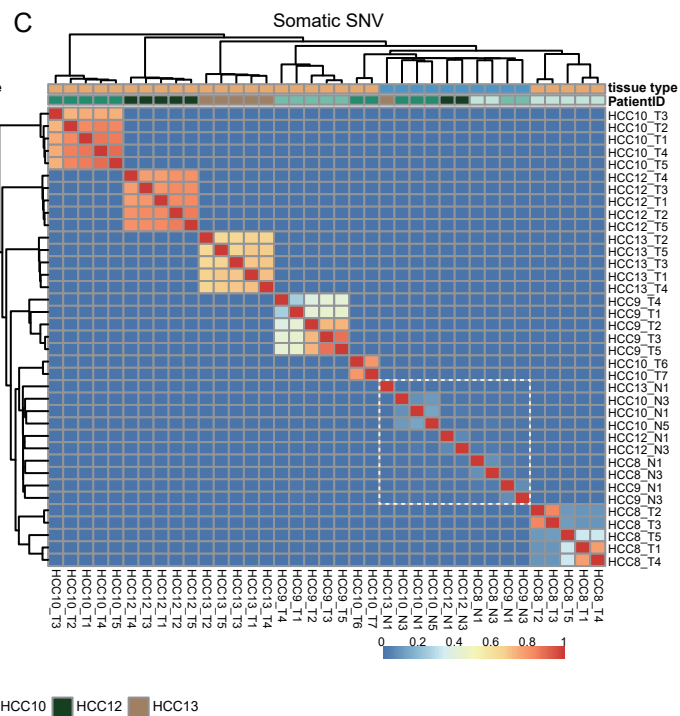 C
Somatic SNV
e
tissue type
PatientID
HCC10_T3
HCC10_T2
HCC10_T1
HCC10_T4
HCC10_T5
HCC12_T4
HCC12_T3
HCC12_T1
HCC12_T2
HCC12_T5
HCC13_T2
HCC13_T5
HCC13_T3
HCC13_T1
HCC13_T4
HCC9_T4
HCC9_T1
HCC9_T2
HCC9_T3
HCC9_T5
HCC10_T6
HCC10_T7
HCC13_N1
HCC10_N3
HCC10_N1
HCC10_N5
HCC12_N1
HCC12_N3
HCC8_N1
HCC8_N3
HCC9_N1
HCC9_N3
HCC8_T2
HCC8_T3
HCC8_T5
HCC8_T1
HCC8_T4
HCC10_T3
HCC10_T2
HCC10_T1
HCC10_T4
HCC10_T5
HCC12_T4
HCC12_T3
HCC12_T1
HCC12_T2
HCC12_T5
HCC13_T2
HCC13_T5
HCC13_T3
HCC13_T1
HCC13_T4
HCC9_T4
HCC9_T1
HCC9_T2
HCC9_T3
HCC9_T5
HCC10_T6
HCC10_T7
HCC13_N1
HCC10_N3
HCC10_N1
HCC10_N5
HCC12_N1
HCC12_N3
HCC8_N1
HCC8_N3
HCC9_N1
HCC9_N3
HCC8_T2
HCC8_T3
HCC8_T5
HCC8_T1
HCC8_T4
0 0.2 0.4 0.6 0.8 1
HCC10 HCC12 HCC13